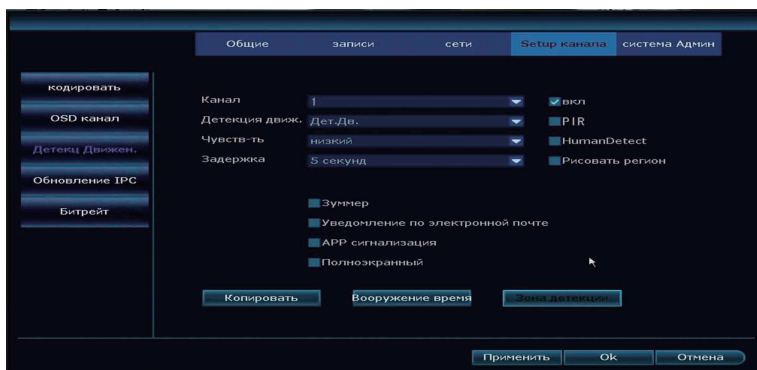 Общие записи сети Setup канала система Админ
кодировать
OSD канал
Детекц Движен.
Обновление IPC
Битрейт
Канал 1 вкл
Детекция движ. Дет.Дв. PIR
Чувств-ть низкий HumanDetect
Задержка 5 секунд Рисовать регион
Зуммер
Уведомление по электронной почте
APP сигнализация
Полноэкранный
Копировать Вооружение время Зона детекции
Применить Ok Отмена